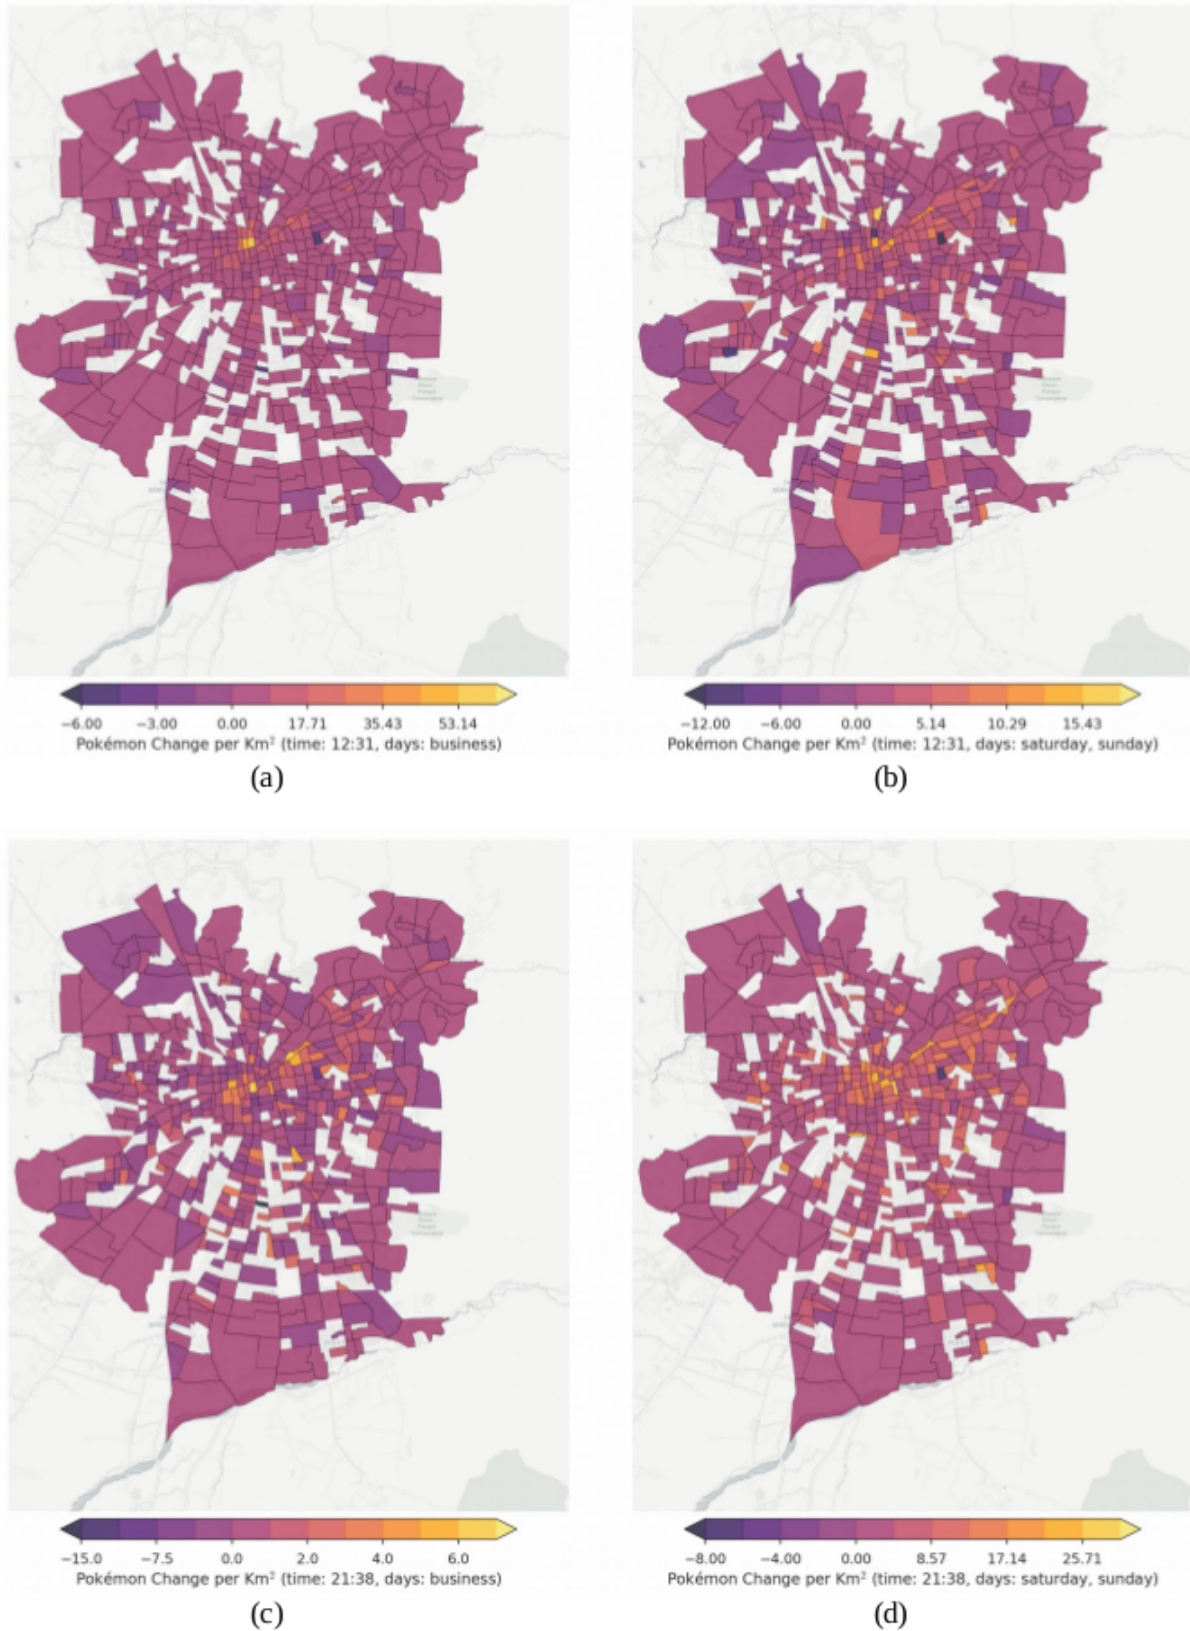 −6.00 −3.00 0.00 17.71 35.43 53.14
Pokémon Change per Km² (time: 12:31, days: business)
(a)
−12.00 −6.00 0.00 5.14 10.29 15.43
Pokémon Change per Km² (time: 12:31, days: saturday, sunday)
(b)
−15.0 −7.5 0.0 2.0 4.0 6.0
Pokémon Change per Km² (time: 21:38, days: business)
(c)
−8.00 −4.00 0.00 8.57 17.14 25.71
Pokémon Change per Km² (time: 21:38, days: saturday, sunday)
(d)